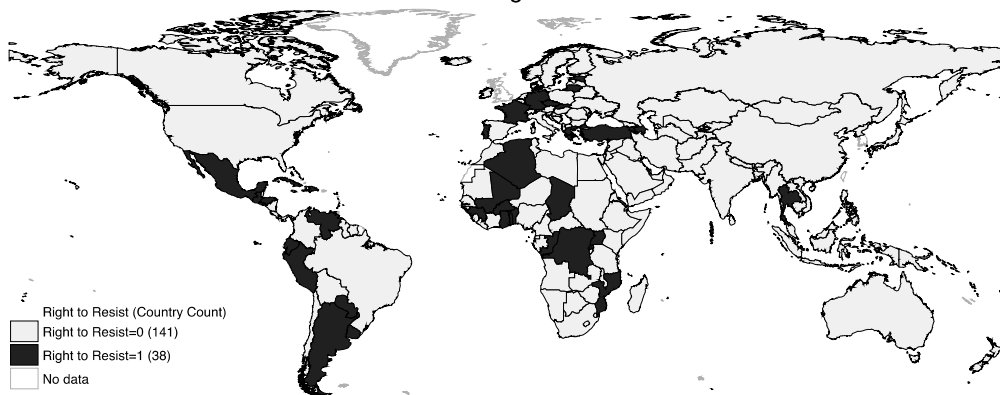 Right to Resist (Country Count)
Right to Resist=0 (141)
Right to Resist=1 (38)
No data